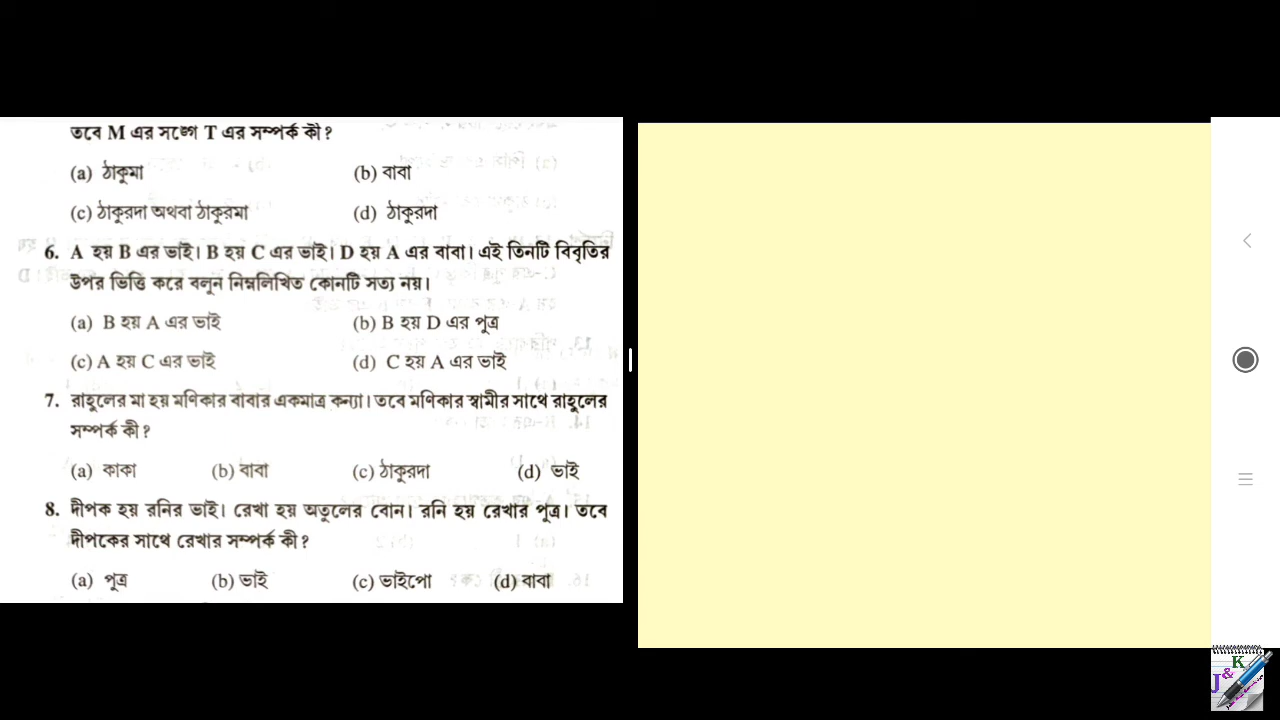 তবে M এর সঙ্গে T এর সম্পর্ক কী?
(a) ঠাকুমা (b) বাবা
(c) ঠাকুরদা অথবা ঠাকুরমা (d) ঠাকুরদা
6. A হয় B এর ভাই। B হয় C এর ভাই। D হয় A এর বাবা। এই তিনটি বিবৃতির
উপর ভিত্তি করে বলুন নিম্নলিখিত কোনটি সত্য নয়।
(a) B হয় A এর ভাই (b) B হয় D এর পুত্র
(c) A হয় C এর ভাই (d) C হয় A এর ভাই
7. রাহুলের মা হয় মণিকার বাবার একমাত্র কন্যা। তবে মণিকার স্বামীর সাথে রাহুলের
সম্পর্ক কী?
(a) কাকা (b) বাবা (c) ঠাকুরদা (d) ভাই
8. দীপক হয় রনির ভাই। রেখা হয় অতুলের বোন। রনি হয় রেখার পুত্র। তবে
দীপকের সাথে রেখার সম্পর্ক কী?
(a) পুত্র (b) ভাই (c) ভাইপো (d) বাবা
J & K